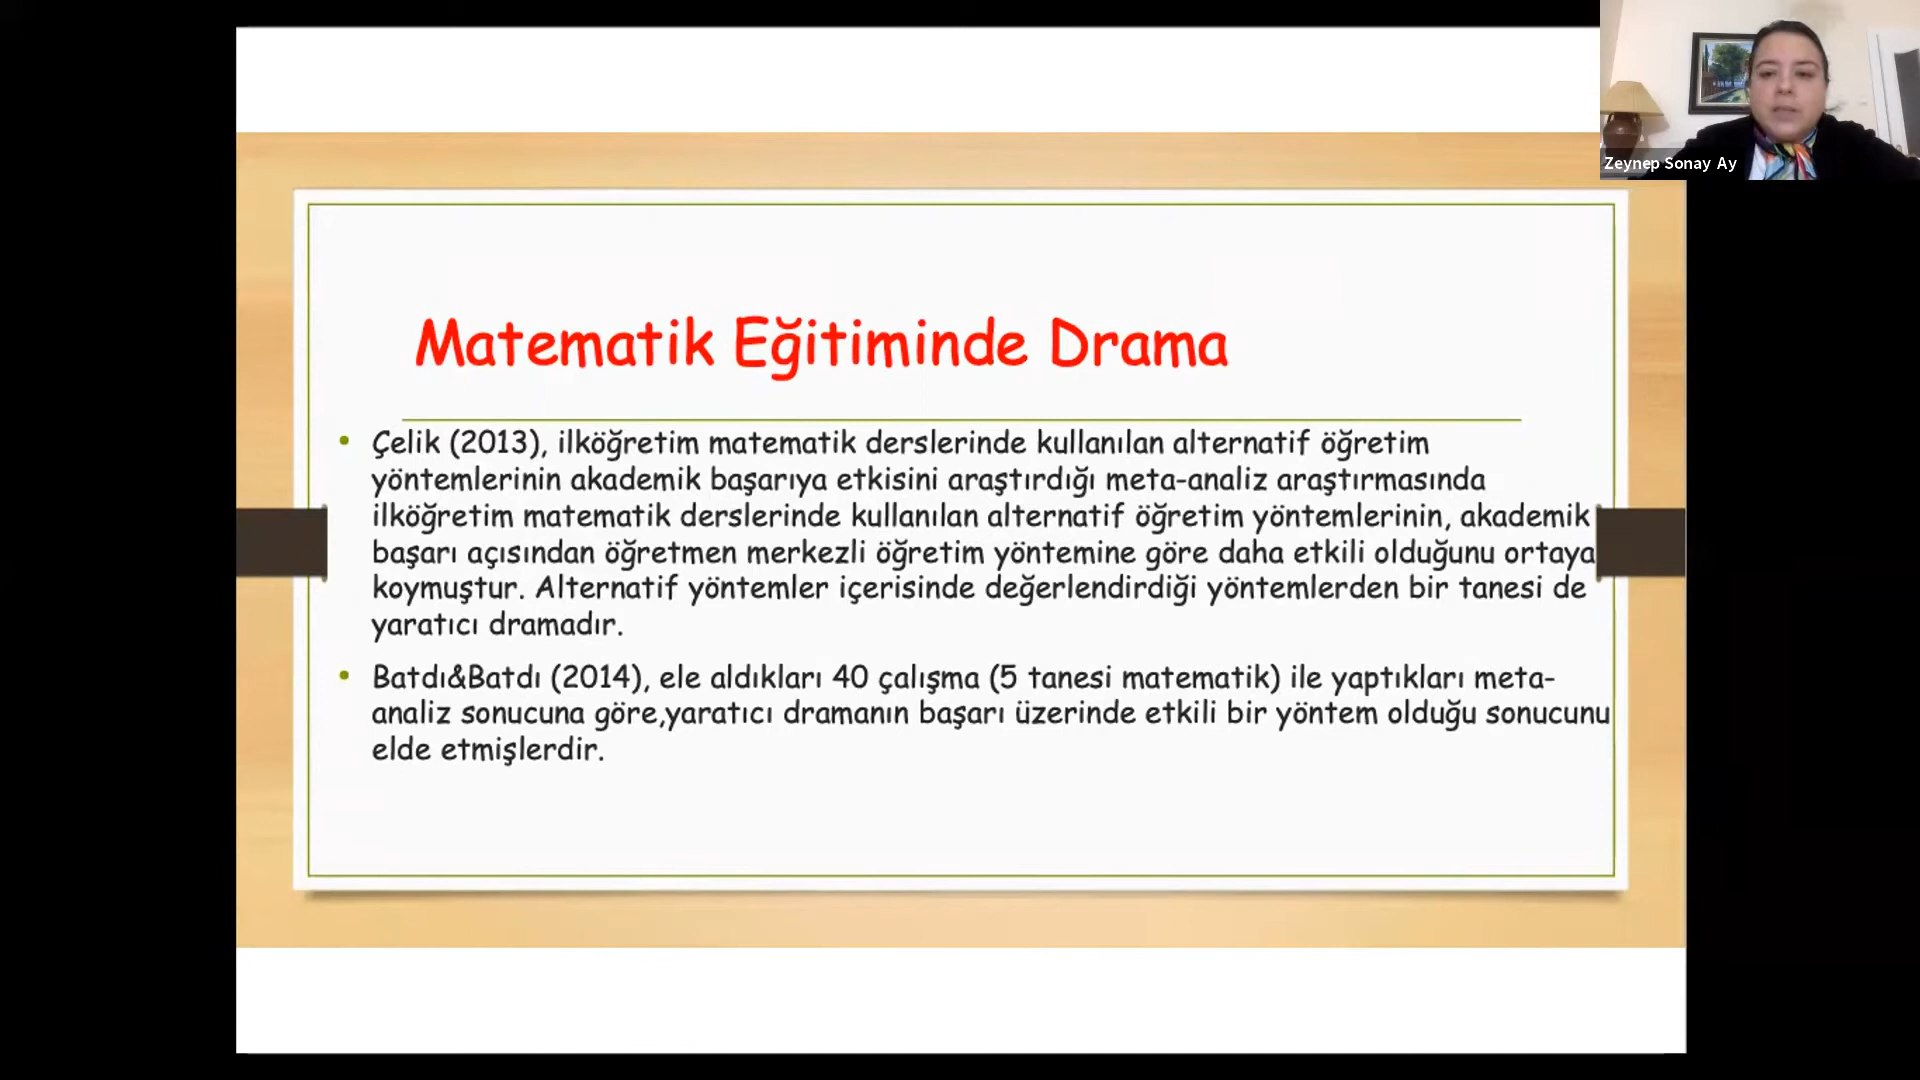 Zeynep Sonay Ay
Matematik Eğitiminde Drama
• Çelik (2013), ilköğretim matematik derslerinde kullanılan alternatif öğretim
yöntemlerinin akademik başarıya etkisini araştırdığı meta-analiz araştırmasında
ilköğretim matematik derslerinde kullanılan alternatif öğretim yöntemlerinin, akademik
başarı açısından öğretmen merkezli öğretim yöntemine göre daha etkili olduğunu ortaya
koymuştur. Alternatif yöntemler içerisinde değerlendirdiği yöntemlerden bir tanesi de
yaratıcı dramadır.
• Batdı&Batdı (2014), ele aldıkları 40 çalışma (5 tanesi matematik) ile yaptıkları meta-
analiz sonucuna göre,yaratıcı dramanın başarı üzerinde etkili bir yöntem olduğu sonucunu
elde etmişlerdir.